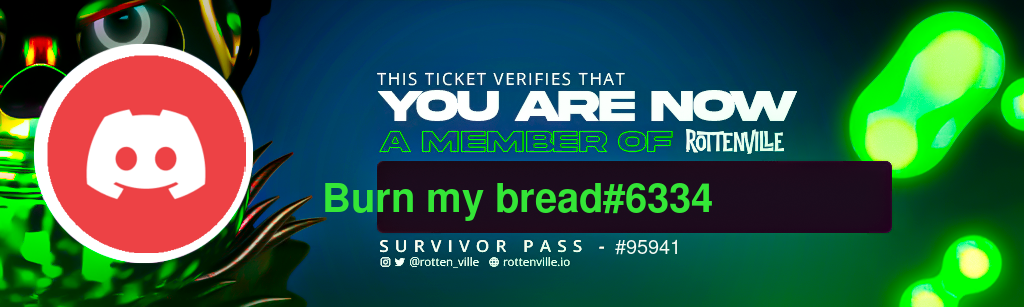 THIS TICKET VERIFIES THAT
YOU ARE NOW
A MEMBER OF ROTTENVILLE
Burn my bread#6334
SURVIVOR PASS - #95941
@rotten_ville rottenville.io